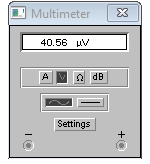 Multimeter
40.56 µV
A V Ω dB
Settings
− +